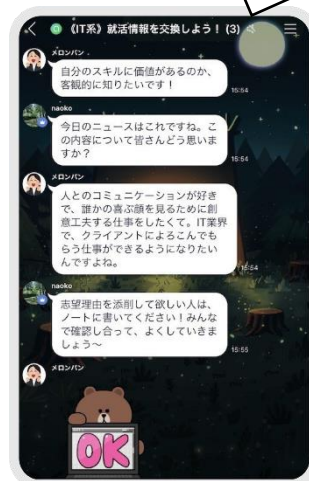 《IT系》就活情報を交換しよう！(3)
メロンパン
自分のスキルに価値があるのか、
客観的に知りたいです！
15:54
naoko
今日のニュースはこれですね。こ
の内容について皆さんどう思いま
すか？
15:54
メロンパン
人とのコミュニケーションが好き
で、誰かの喜ぶ顔を見るために創
意工夫する仕事をしたくて。IT業界
で、クライアントによろこんでも
らう仕事ができるようになりたい
んですよね。
15:54
naoko
志望理由を添削して欲しい人は、
ノートに書いてください！みんな
で確認し合って、よくしていきま
しょう〜
15:55
メロンパン
OK